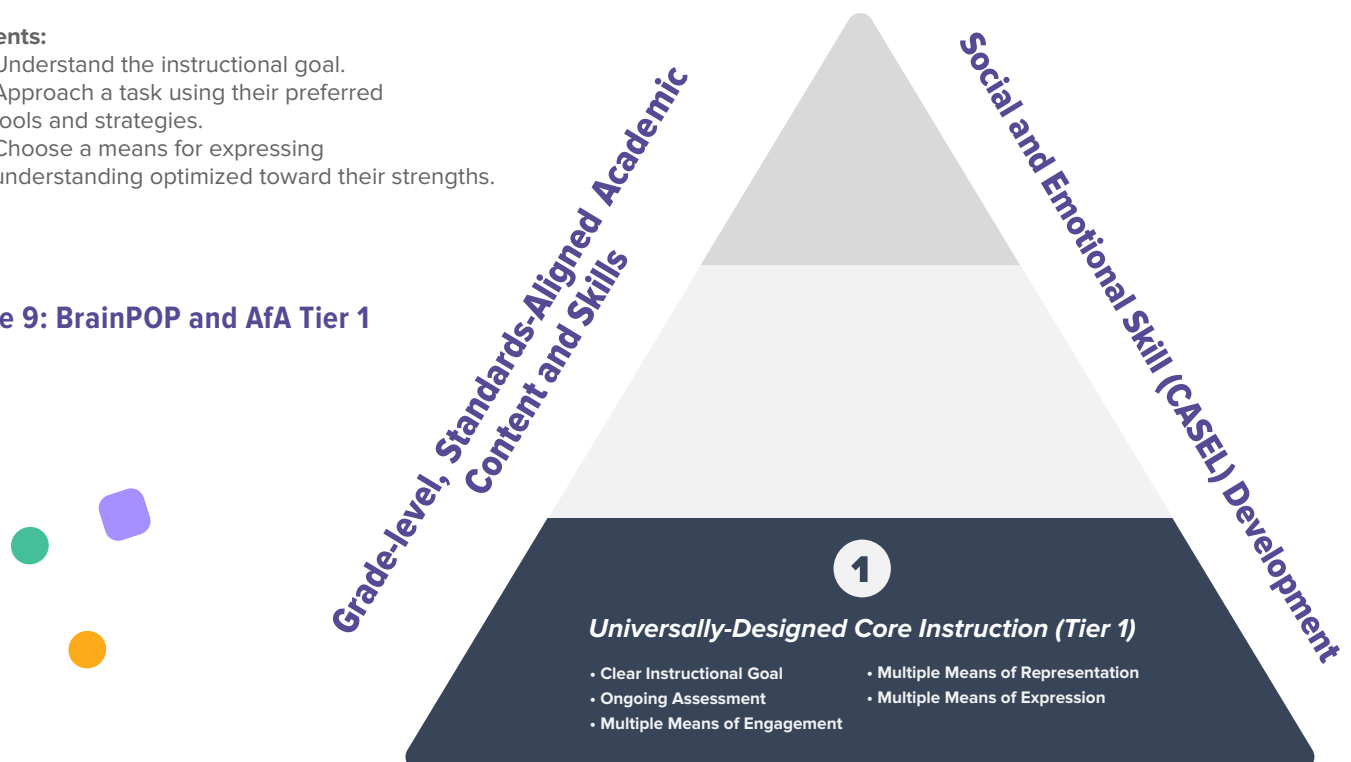 ents:
Understand the instructional goal.
Approach a task using their preferred
ools and strategies.
Choose a means for expressing
understanding optimized toward their strengths.
e 9: BrainPOP and AfA Tier 1
Grade-level, Standards-Aligned Academic
Content and Skills
Social and Emotional Skill (CASEL) Development
1
Universally-Designed Core Instruction (Tier 1)
• Clear Instructional Goal
• Ongoing Assessment
• Multiple Means of Engagement
• Multiple Means of Representation
• Multiple Means of Expression